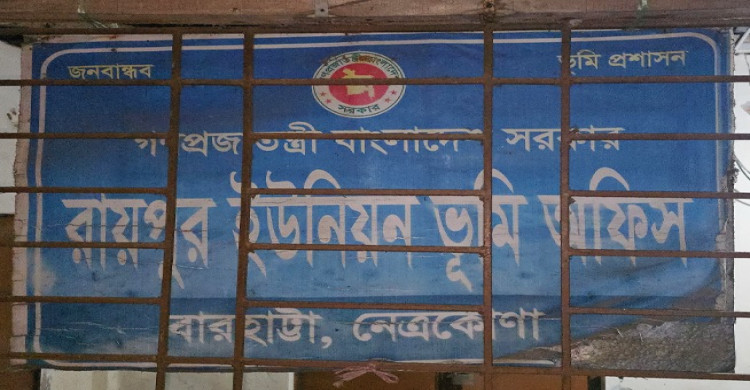 জনবান্ধব ভূমি প্রশাসন
গণপ্রজাতন্ত্রী বাংলাদেশ সরকার
রায়পুর ইউনিয়ন ভূমি অফিস
বারহাট্টা, নেত্রকোণা